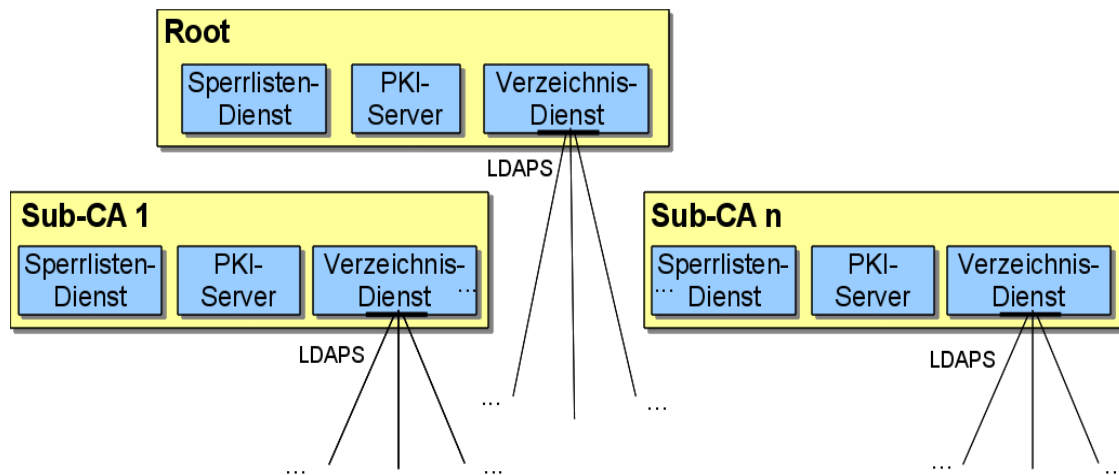 Root
Sperrlisten-
Dienst
PKI-
Server
Verzeichnis-
Dienst
LDAPS
Sub-CA 1
Sperrlisten-
Dienst
PKI-
Server
Verzeichnis-
Dienst
...
LDAPS
Sub-CA n
Sperrlisten-
Dienst
...
PKI-
Server
Verzeichnis-
Dienst
LDAPS
...
...
...
...
...
...